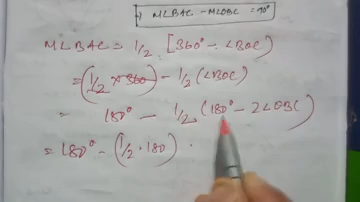 → m∠BAC - m∠OBC = 90°
m∠BAC = 1/2 [360° - ∠BOC]
= (1/2 × 360) - 1/2 (∠BOC)
= 180° - 1/2 (180° - 2∠OBC)
= 180° - (1/2 · 180)